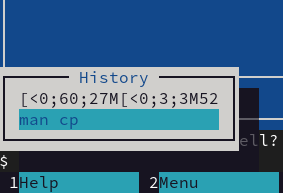 History
[<0;60;27M[<0;3;3M52
man cp
ell?
$
1Help 2Menu